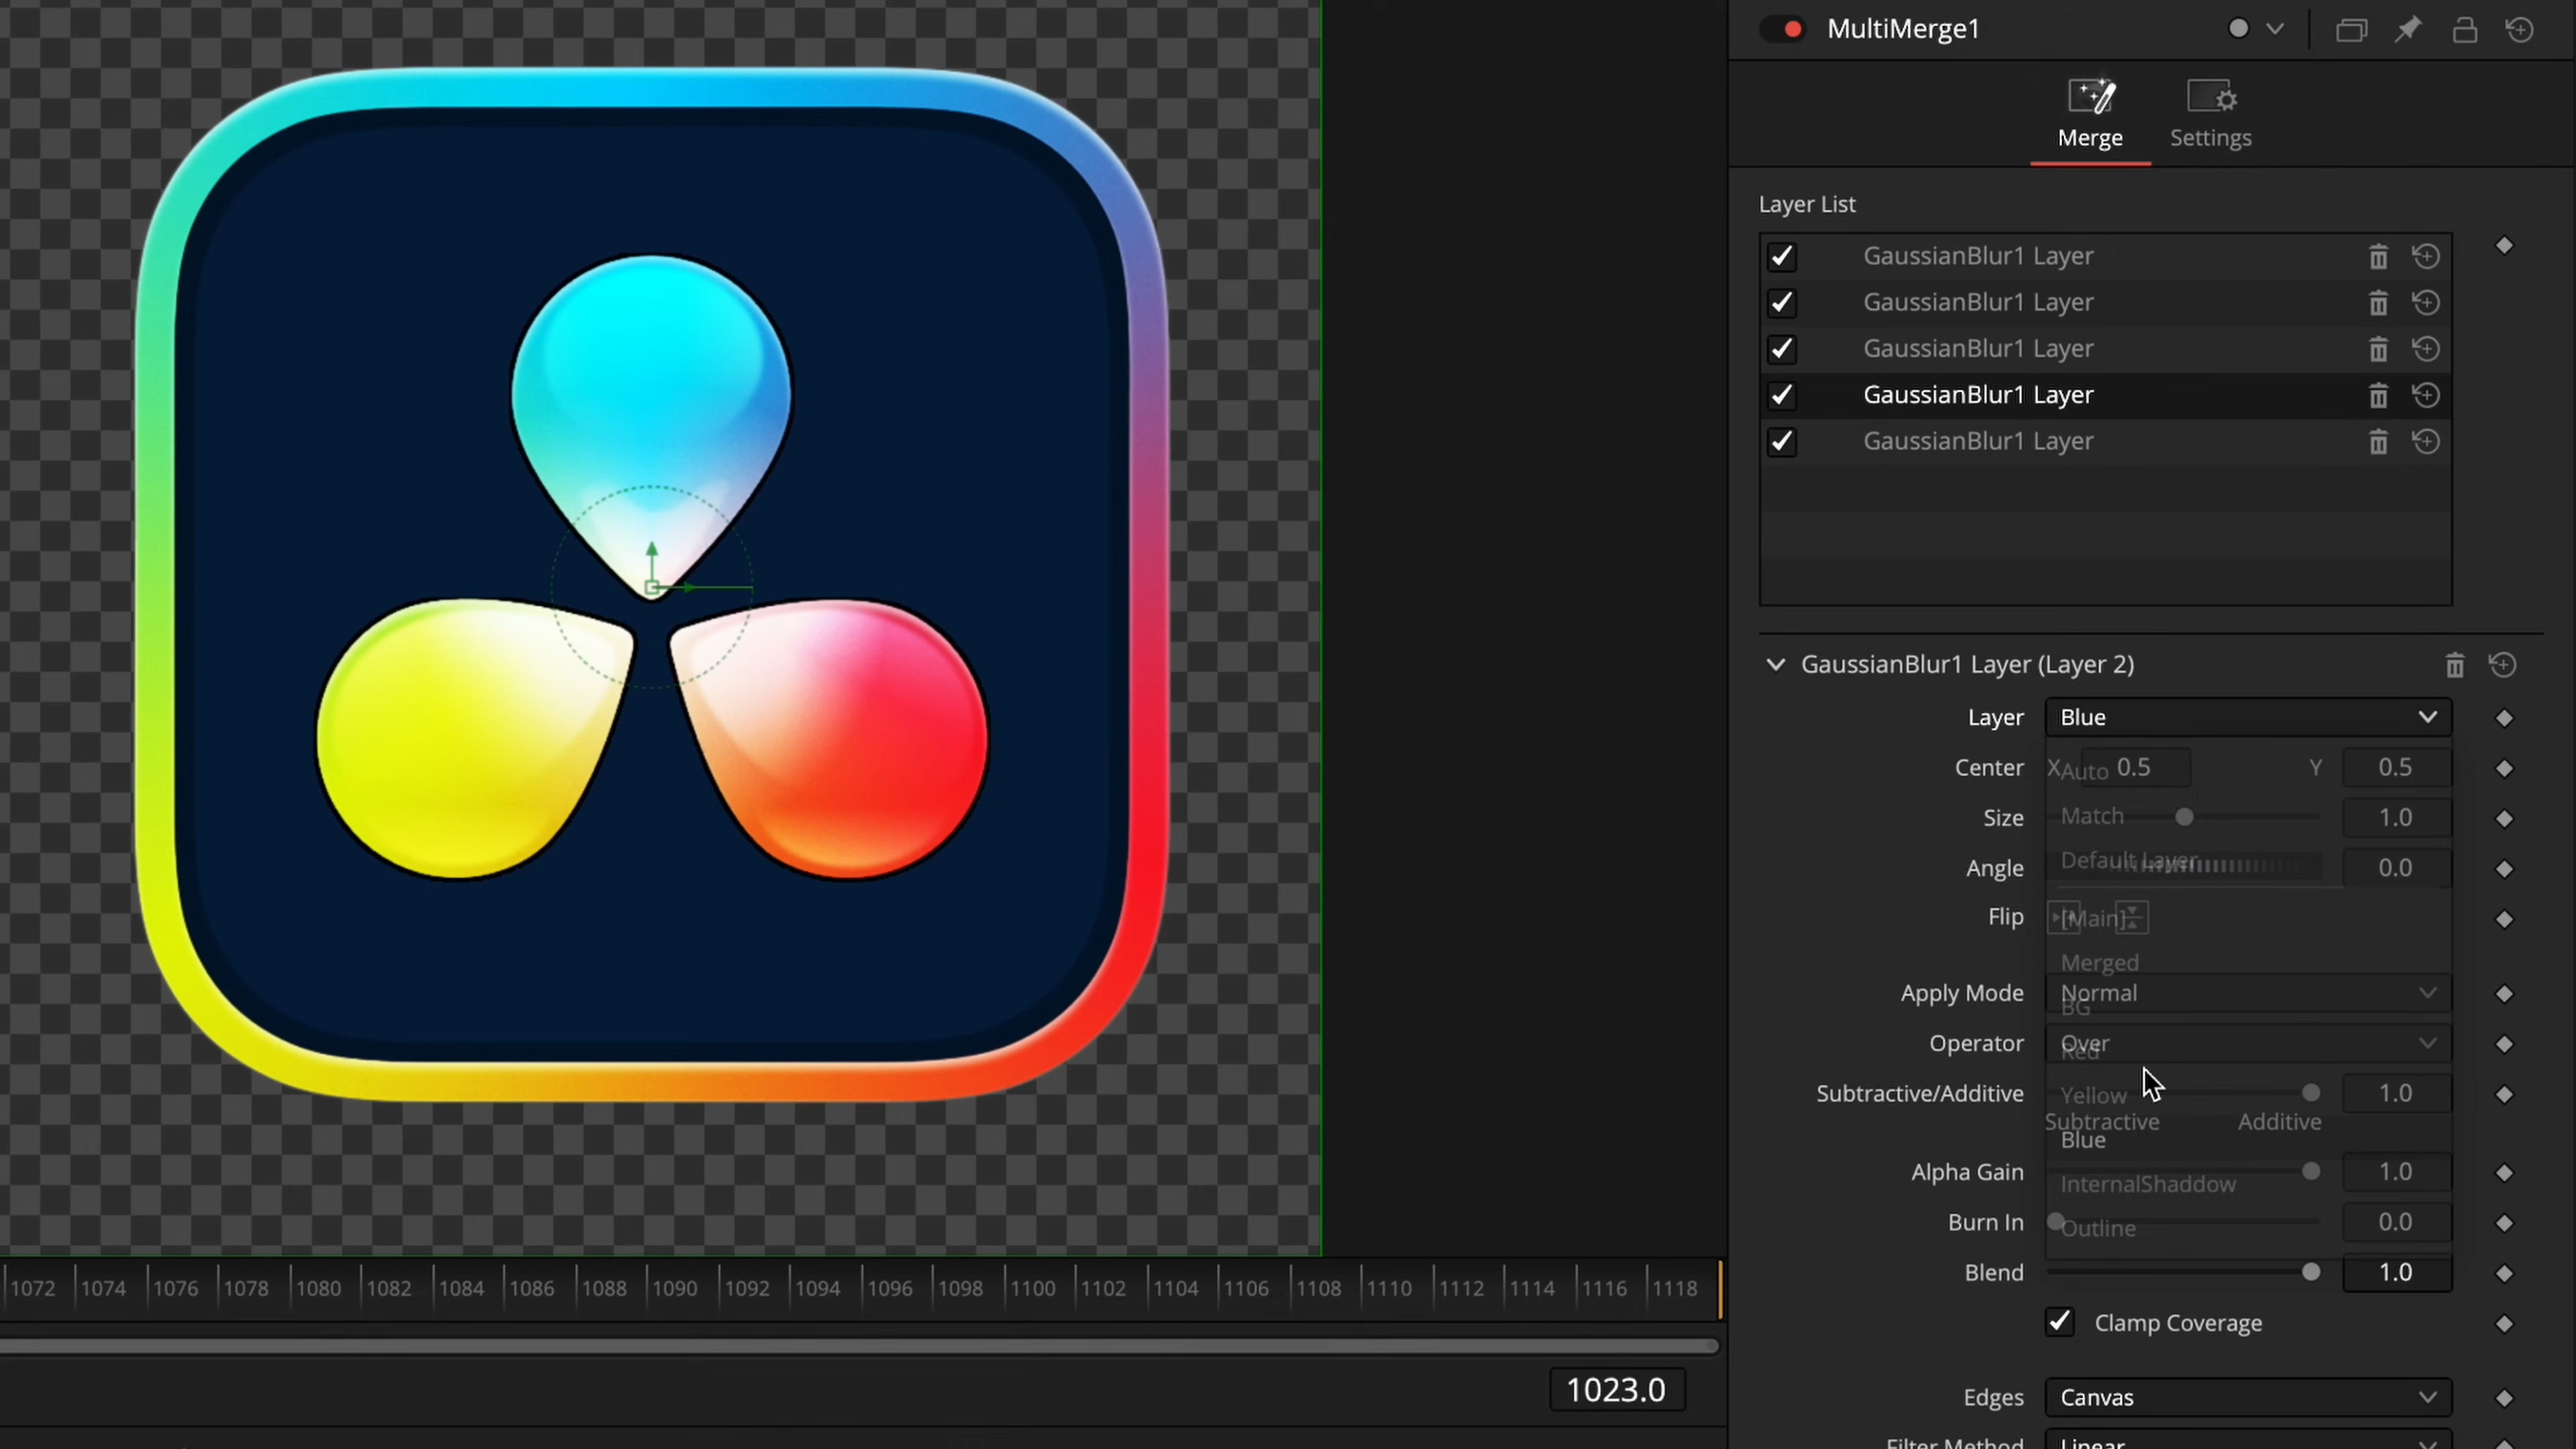 MultiMerge1
Merge
Settings
Layer List
GaussianBlur1 Layer
GaussianBlur1 Layer
GaussianBlur1 Layer
GaussianBlur1 Layer
GaussianBlur1 Layer
GaussianBlur1 Layer (Layer 2)
Layer Blue
Center X 0.5 Y 0.5
Auto
Size 1.0
Match
Default Layer
Angle 0.0
Flip
[Main]
Merged
Apply Mode Normal
BG
Operator Over
Red
Subtractive/Additive 1.0
Yellow
Subtractive Additive
Blue
Alpha Gain 1.0
InternalShaddow
Burn In 0.0
Outline
Blend 1.0
Clamp Coverage
Edges Canvas
Filter Method Linear
1072 1074 1076 1078 1080 1082 1084 1086 1088 1090 1092 1094 1096 1098 1100 1102 1104 1106 1108 1110 1112 1114 1116 1118
1023.0